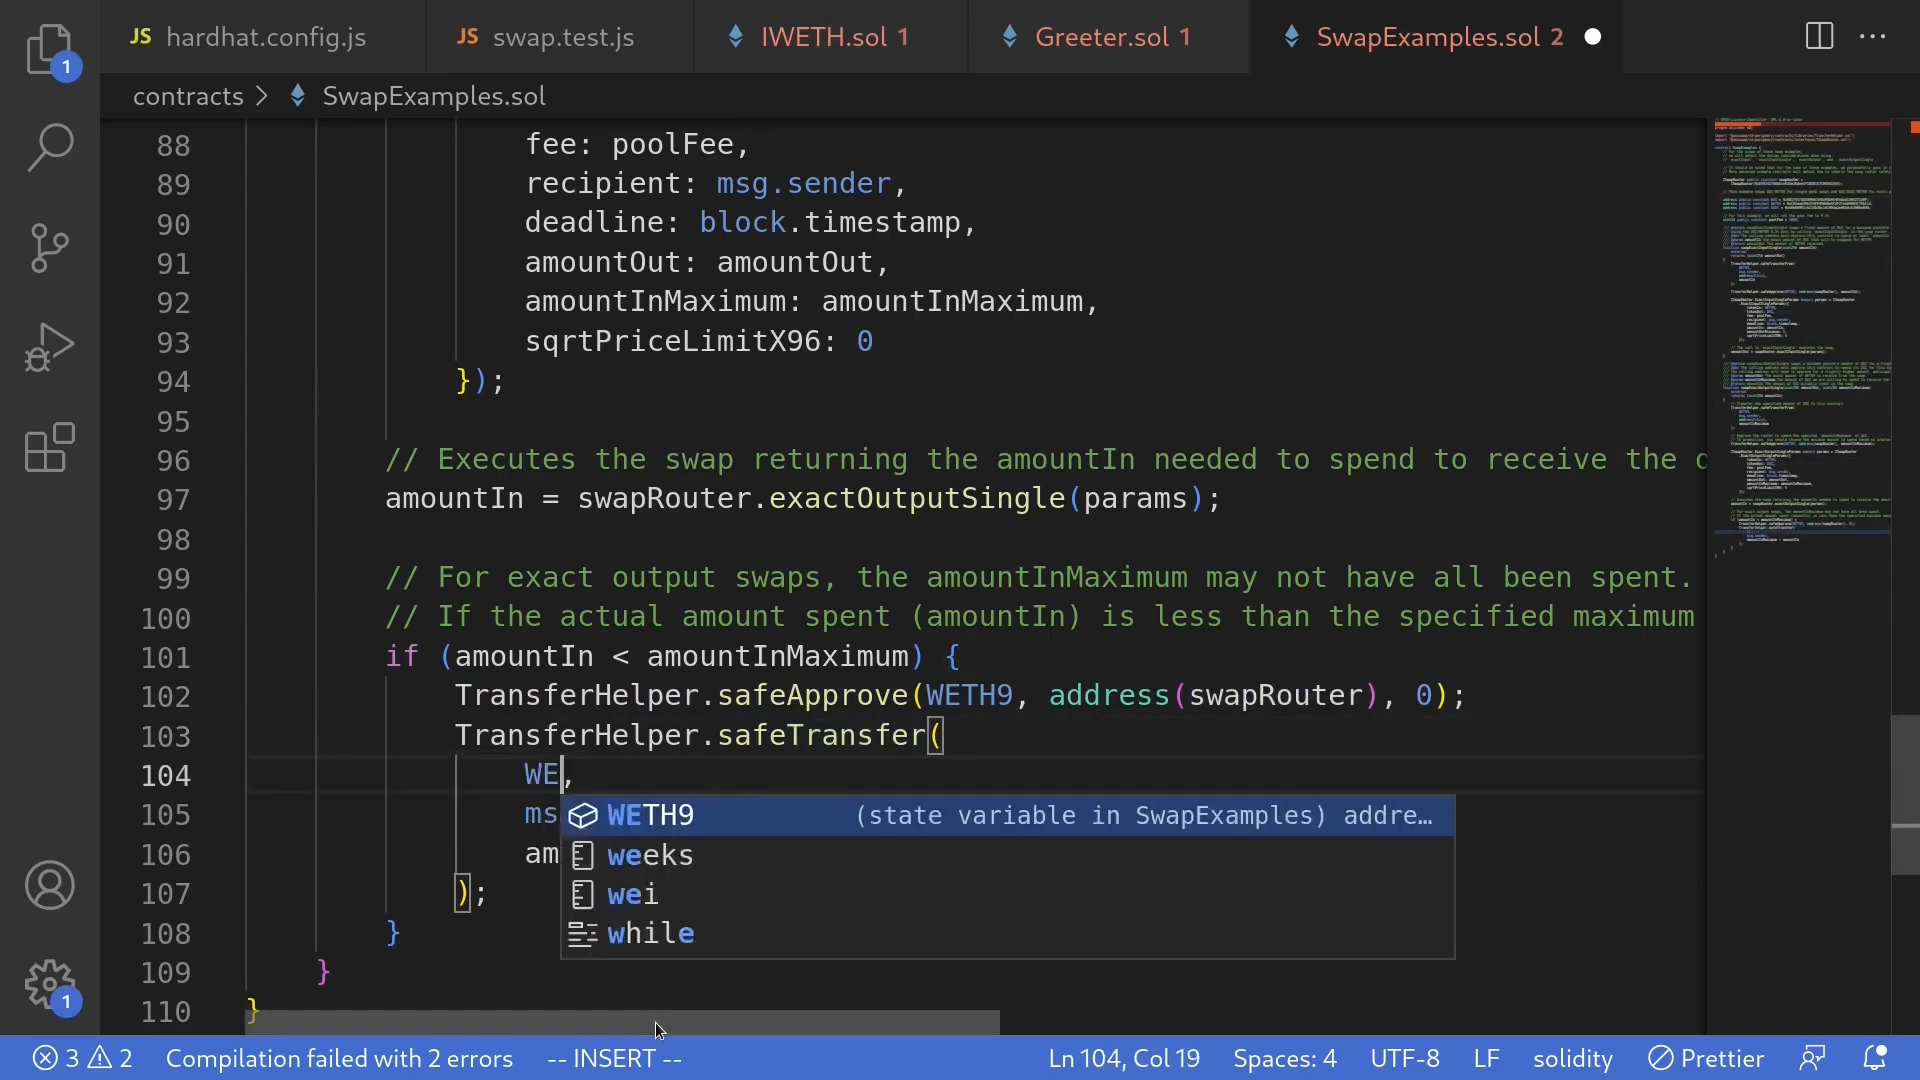 JS hardhat.config.js JS swap.test.js IWETH.sol 1 Greeter.sol 1 SwapExamples.sol 2
1
contracts > SwapExamples.sol
88 fee: poolFee,
89 recipient: msg.sender,
90 deadline: block.timestamp,
91 amountOut: amountOut,
92 amountInMaximum: amountInMaximum,
93 sqrtPriceLimitX96: 0
94 });
95
96 // Executes the swap returning the amountIn needed to spend to receive the
97 amountIn = swapRouter.exactOutputSingle(params);
98
99 // For exact output swaps, the amountInMaximum may not have all been spent.
100 // If the actual amount spent (amountIn) is less than the specified maximum
101 if (amountIn < amountInMaximum) {
102 TransferHelper.safeApprove(WETH9, address(swapRouter), 0);
103 TransferHelper.safeTransfer(
104 WE,
105 ms WETH9 (state variable in SwapExamples) addre…
106 am weeks
107 ); wei
108 } while
109 }
110 }
1
3 2 Compilation failed with 2 errors -- INSERT -- Ln 104, Col 19 Spaces: 4 UTF-8 LF solidity Prettier